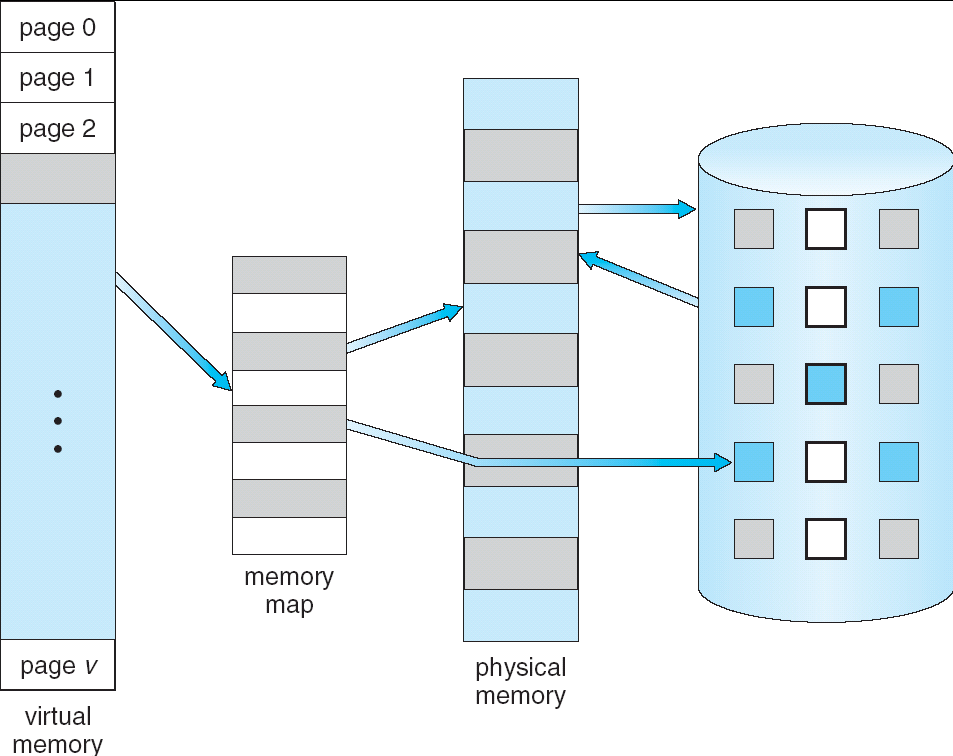 page 0
page 1
page 2
page v
virtual
memory
memory
map
physical
memory